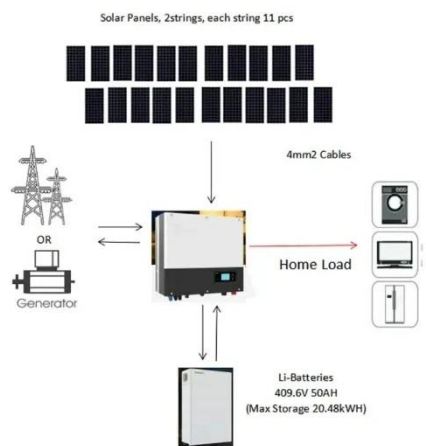 Solar Panels, 2strings, each string 11 pcs
4mm2 Cables
OR
Generator
Home Load
Li-Batteries
409.6V 50AH
(Max Storage 20.48kWH)